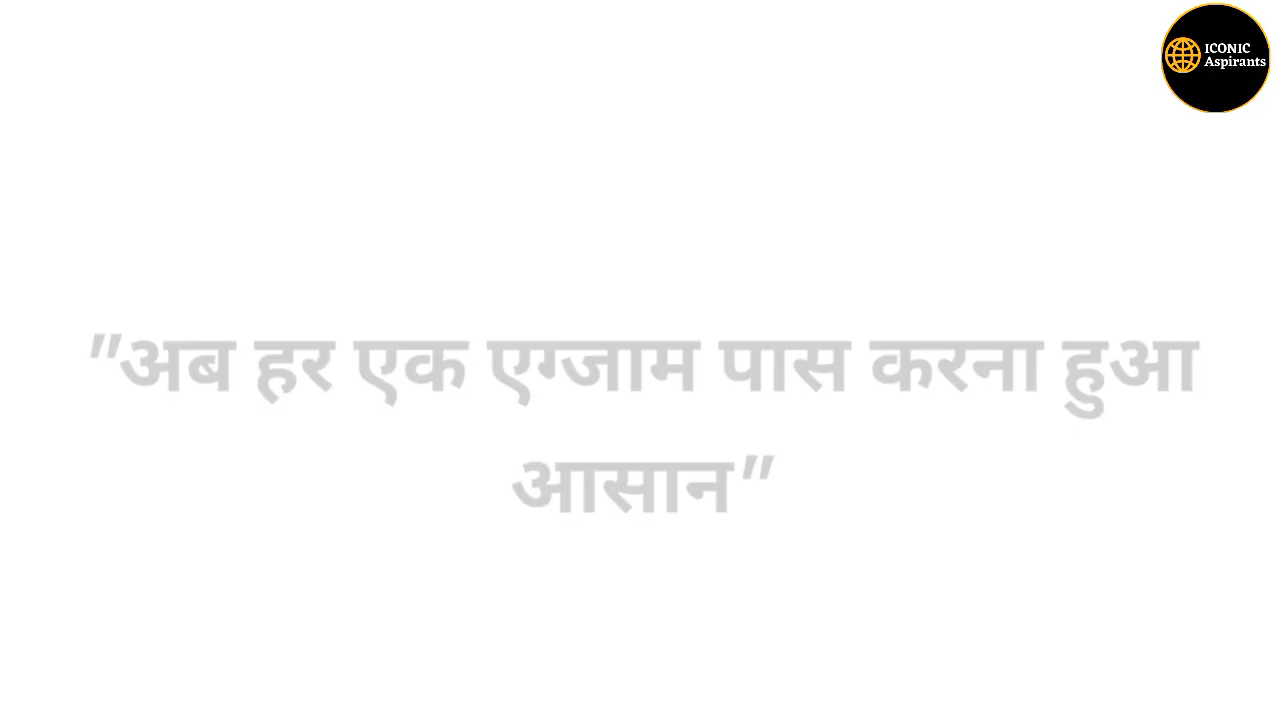 ICONIC
Aspirants
"अब हर एक एग्जाम पास करना हुआ
आसान"